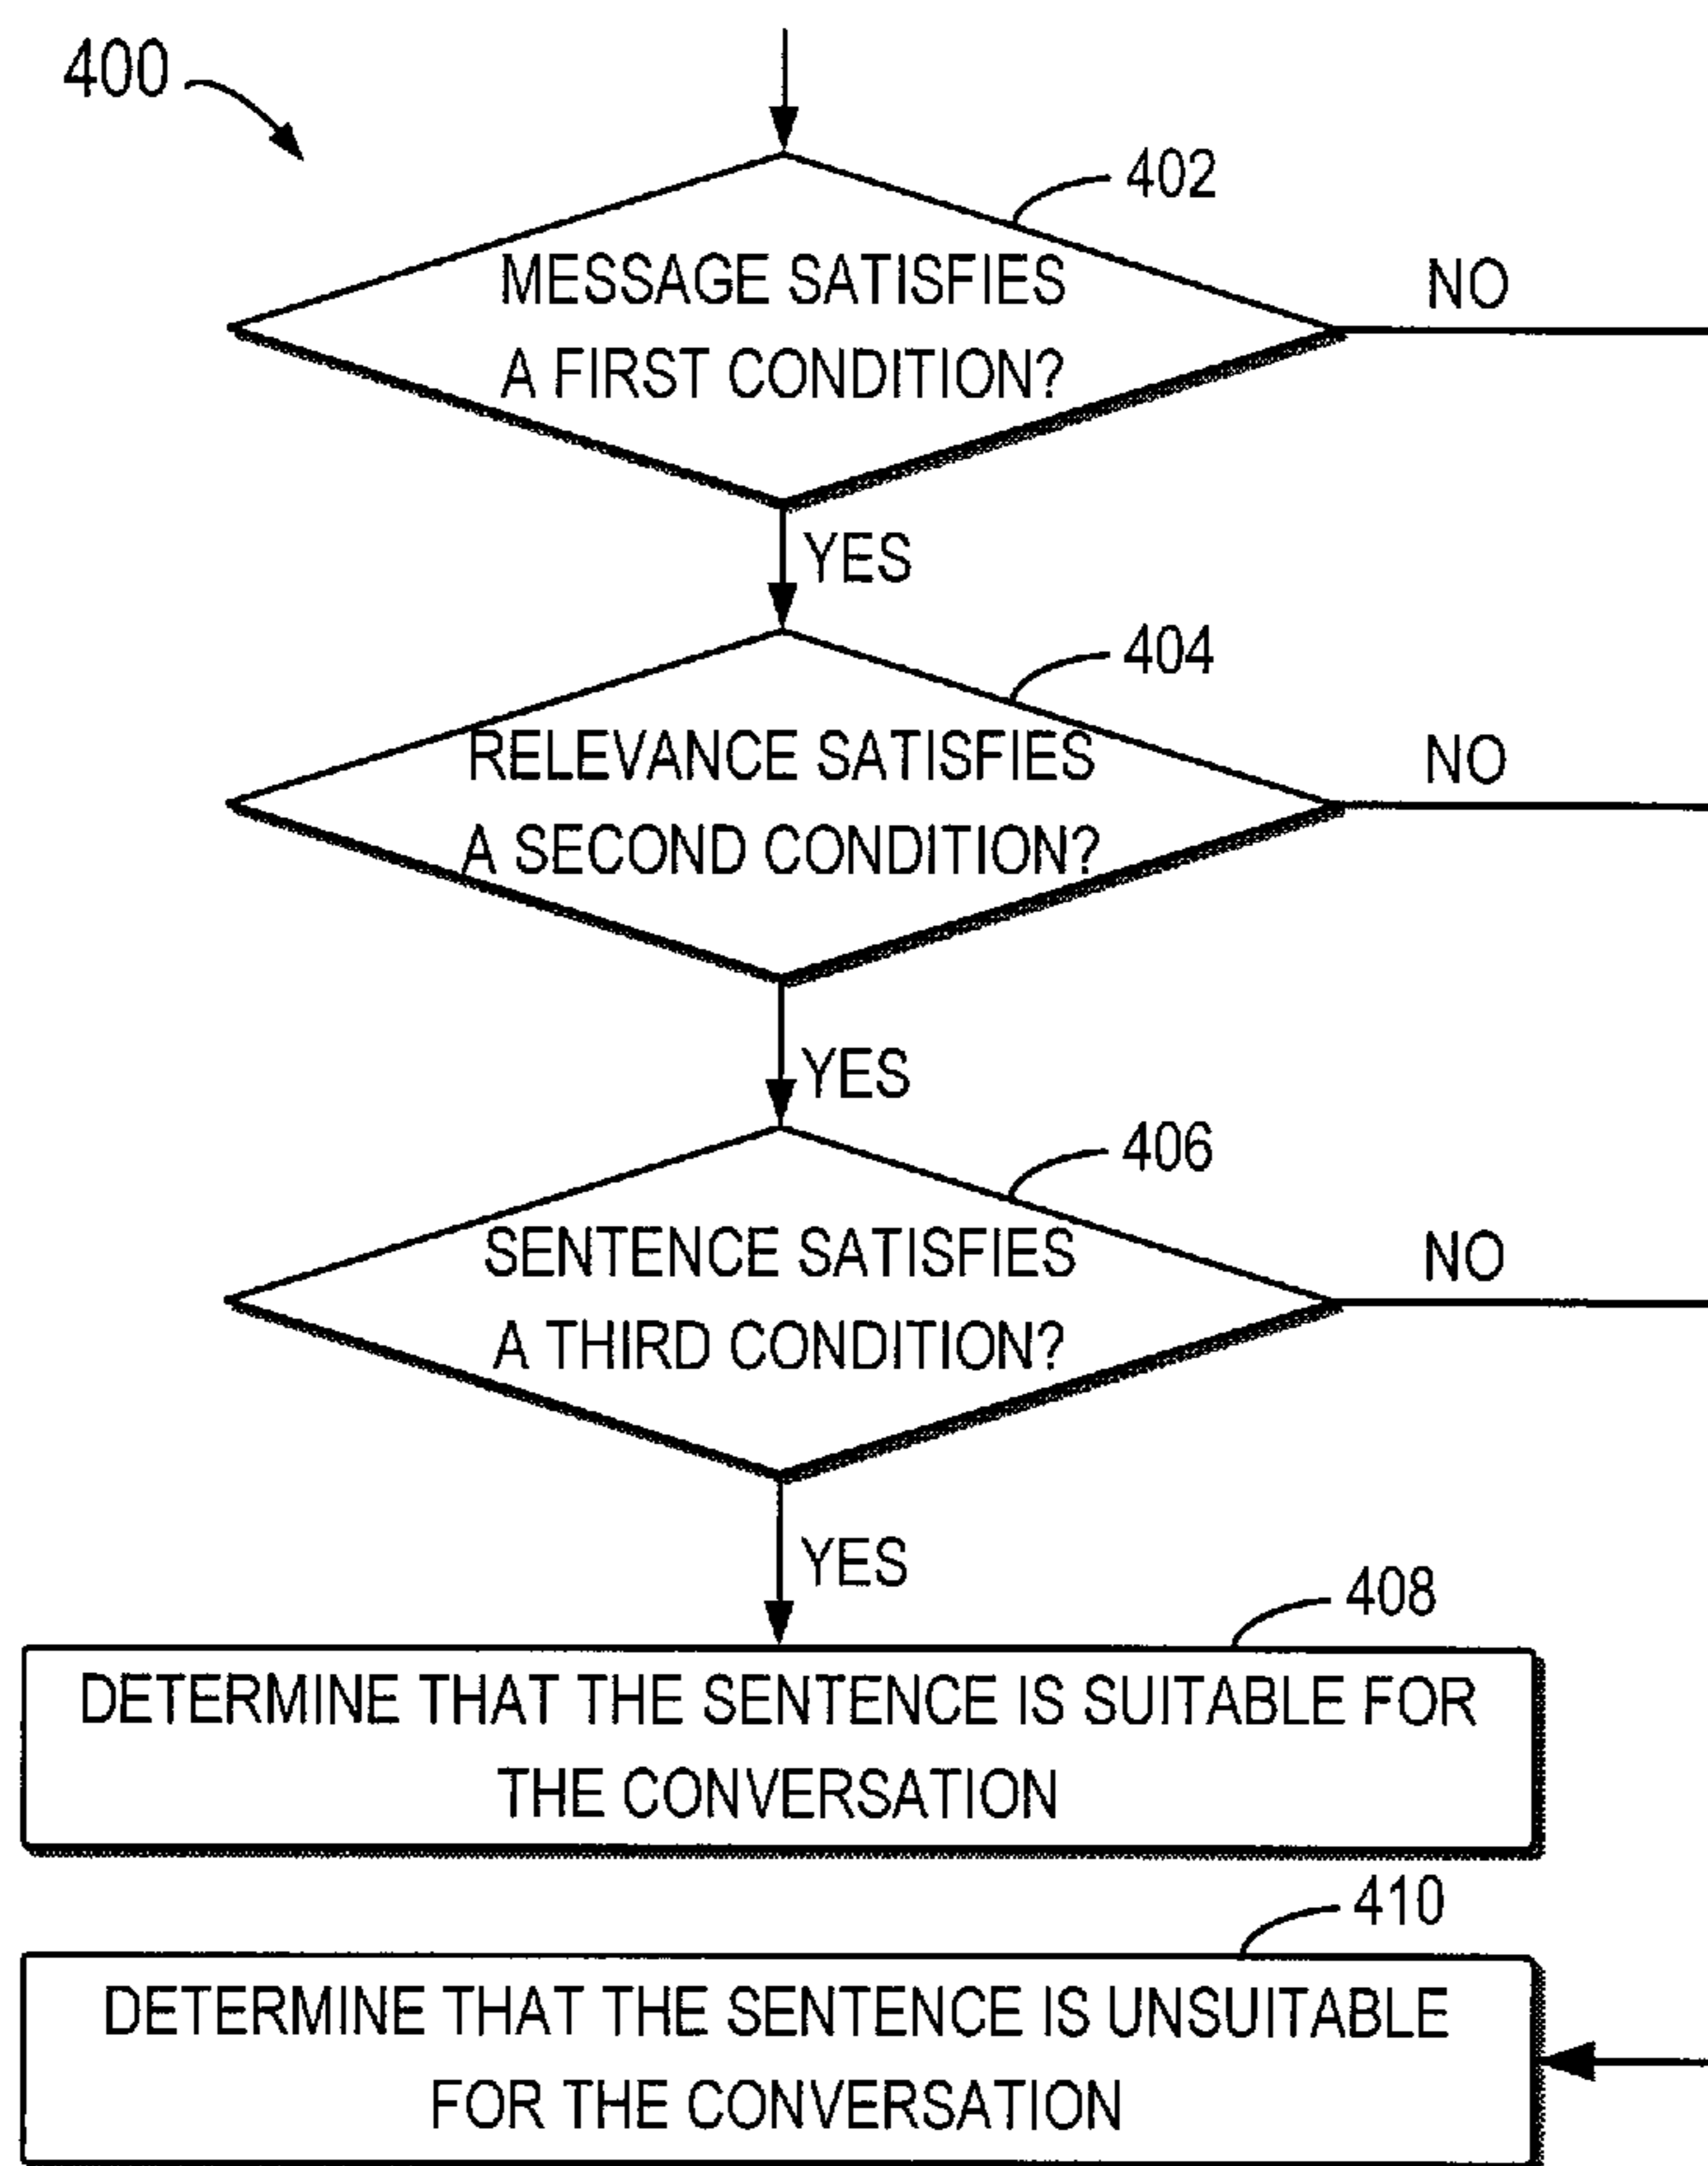 400
402
MESSAGE SATISFIES
A FIRST CONDITION?
NO
YES
404
RELEVANCE SATISFIES
A SECOND CONDITION?
NO
YES
406
SENTENCE SATISFIES
A THIRD CONDITION?
NO
YES
408
DETERMINE THAT THE SENTENCE IS SUITABLE FOR
THE CONVERSATION
410
DETERMINE THAT THE SENTENCE IS UNSUITABLE
FOR THE CONVERSATION